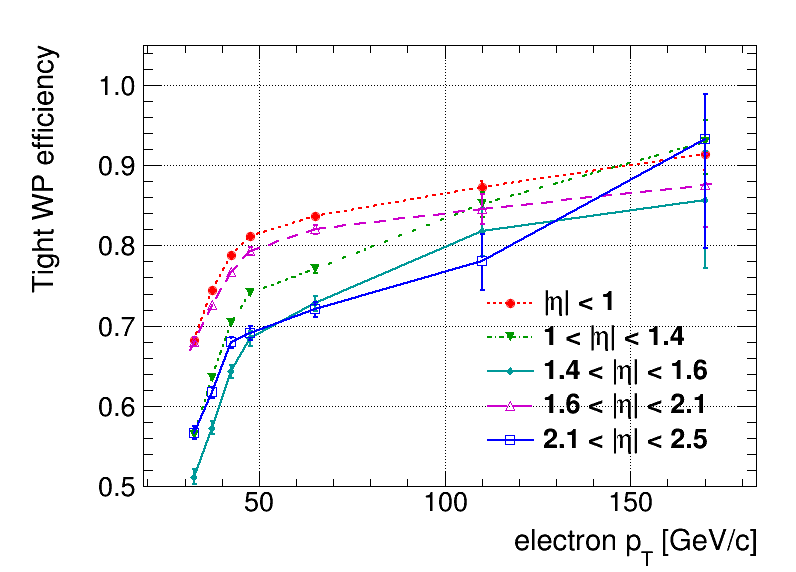 Tight WP efficiency
1.0
0.9
0.8
0.7
0.6
0.5
50
100
150
electron p_T [GeV/c]
|η| < 1
1 < |η| < 1.4
1.4 < |η| < 1.6
1.6 < |η| < 2.1
2.1 < |η| < 2.5